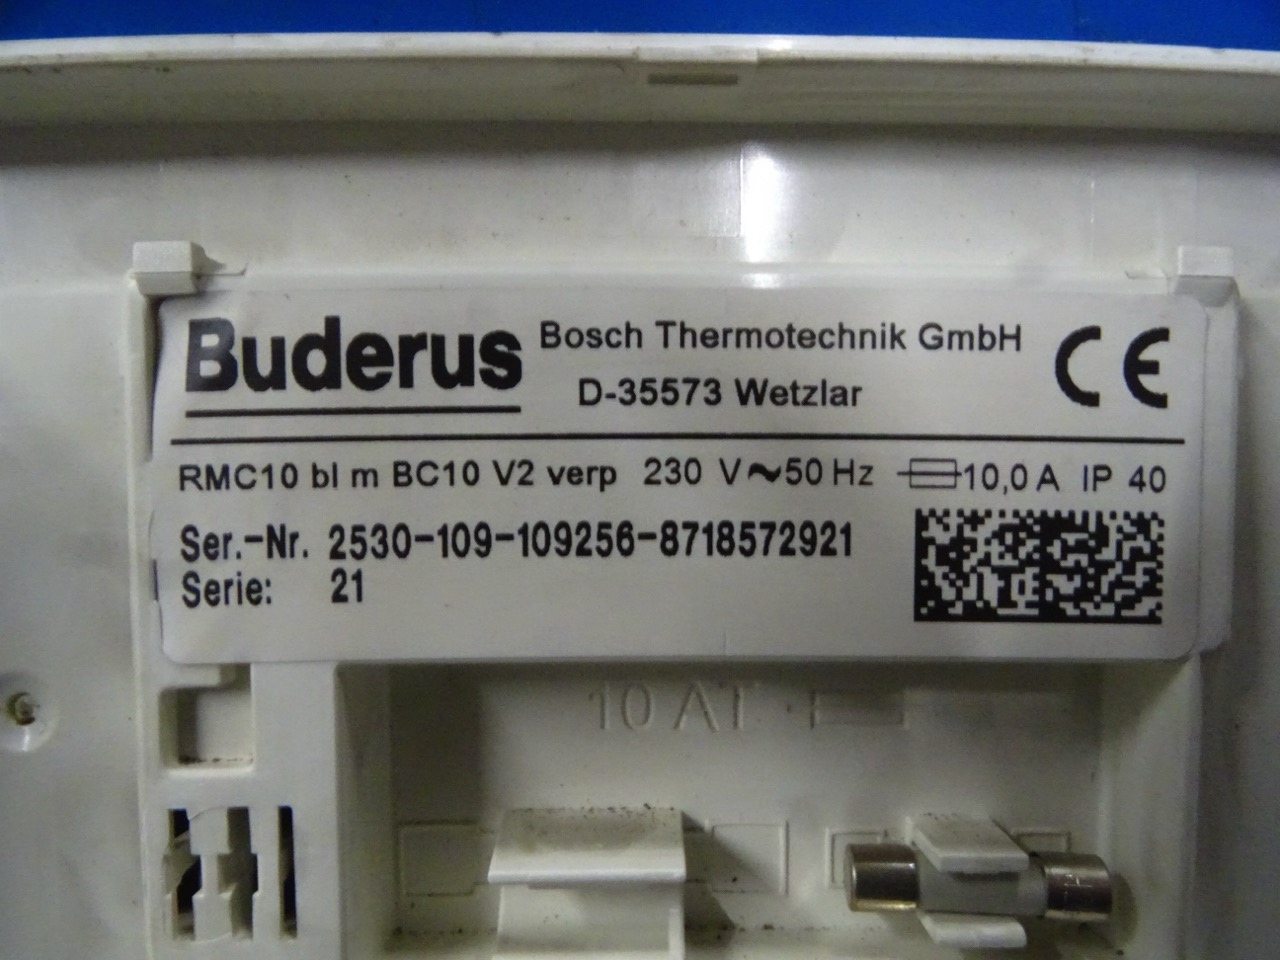 Buderus Bosch Thermotechnik GmbH
D-35573 Wetzlar
CE
RMC10 bl m BC10 V2 verp 230 V~50 Hz 10,0 A IP 40
Ser.-Nr. 2530-109-109256-8718572921
Serie: 21
10 AT